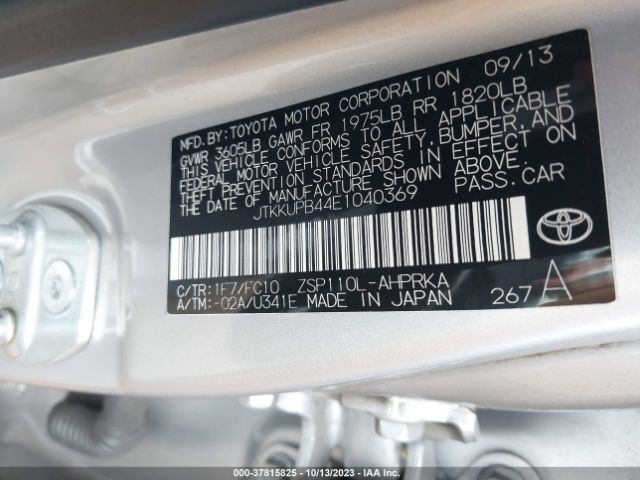 MFD.BY:TOYOTA MOTOR CORPORATION 09/13
GVWR 3605LB GAWR FR 1975LB RR 1820LB
THIS VEHICLE CONFORMS TO ALL APPLICABLE
FEDERAL MOTOR VEHICLE SAFETY, BUMPER, AND
THEFT PREVENTION STANDARDS IN EFFECT ON
THE DATE OF MANUFACTURE SHOWN ABOVE.
JTKKUPB44E1040369 PASS.CAR
C/TR:1F7/FC10 ZSP110L-AHPRKA
A/TM:-02A/U341E MADE IN JAPAN 267 A
000-37815825 | 10/13/2023 | IAA Inc.